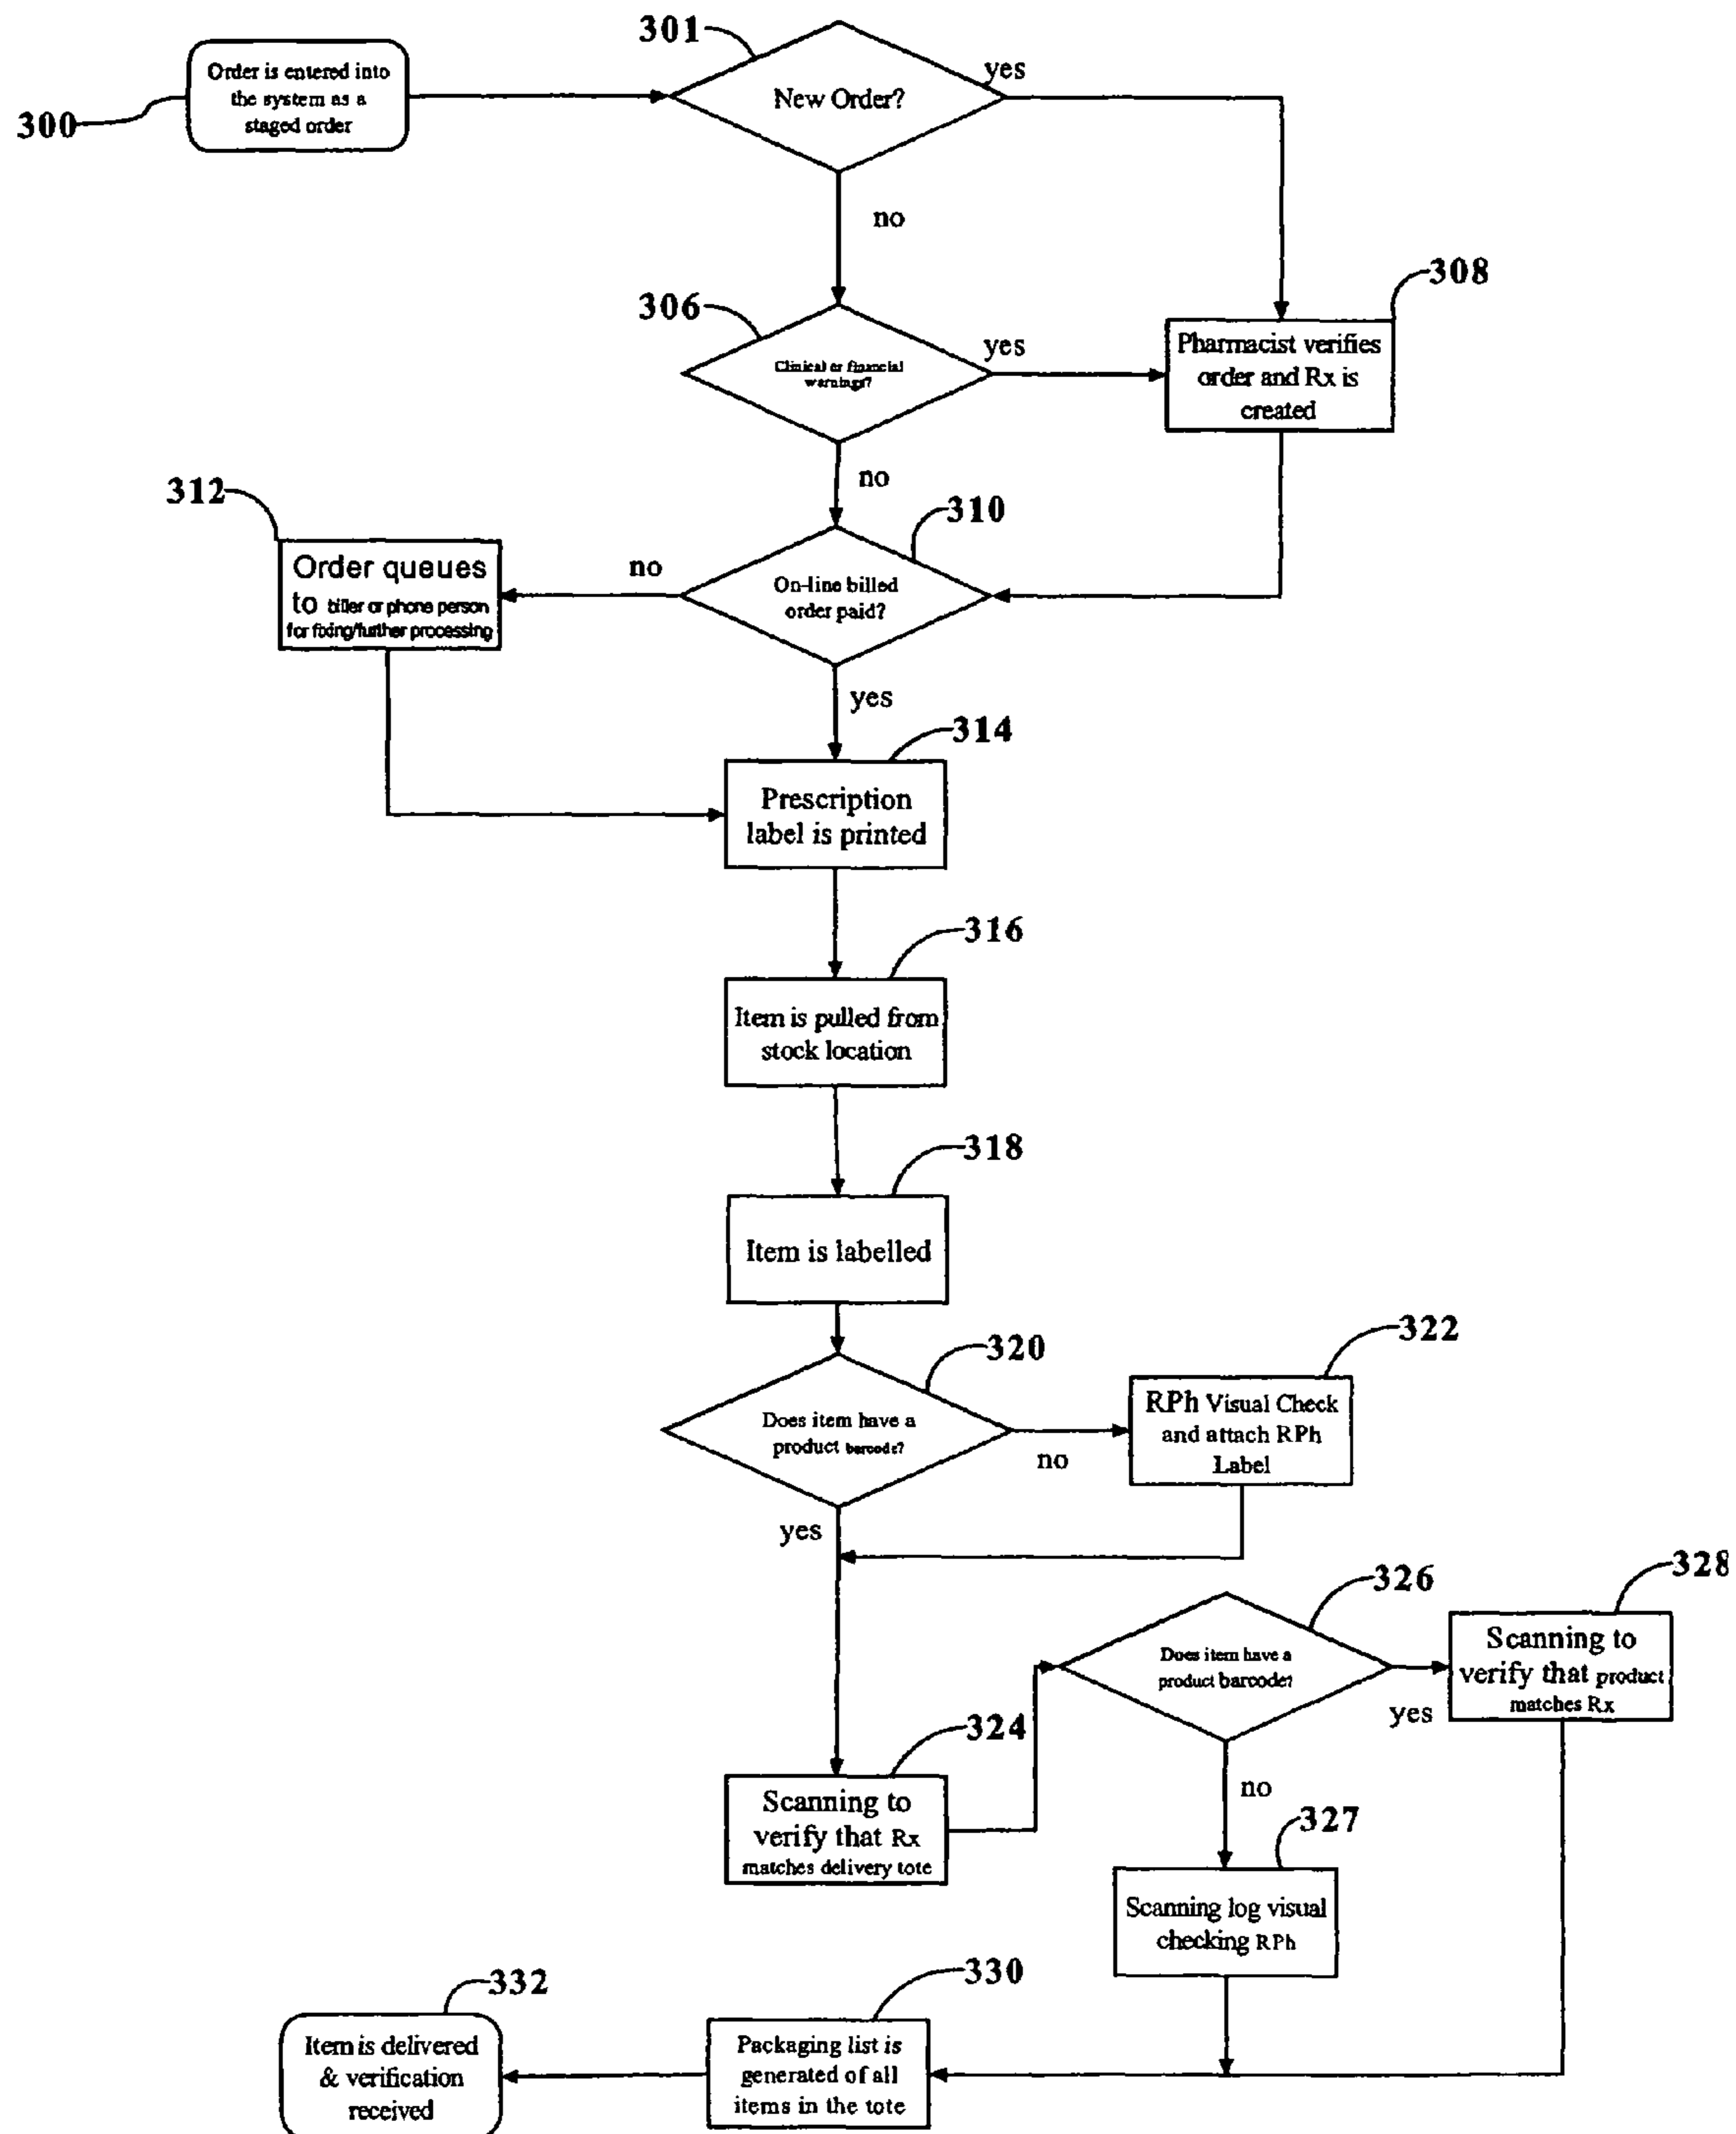 301
yes
Order is entered into
the system as a
staged order
New Order?
300
no
308
306
yes
Pharmacist verifies
order and Rx is
created
Clinical or financial
warnings?
no
312
310
Order queues
to biller or phone person
for fixing/further processing
no
On-line billed
order paid?
yes
314
Prescription
label is printed
316
Item is pulled from
stock location
318
Item is labelled
322
320
RPh Visual Check
and attach RPh
Label
Does item have a
product barcode?
no
yes
328
326
Scanning to
verify that product
matches Rx
Does item have a
product barcode?
yes
324
no
Scanning to
verify that Rx
matches delivery tote
327
Scanning log visual
checking RPh
330
332
Packaging list is
generated of all
items in the tote
Item is delivered
& verification
received